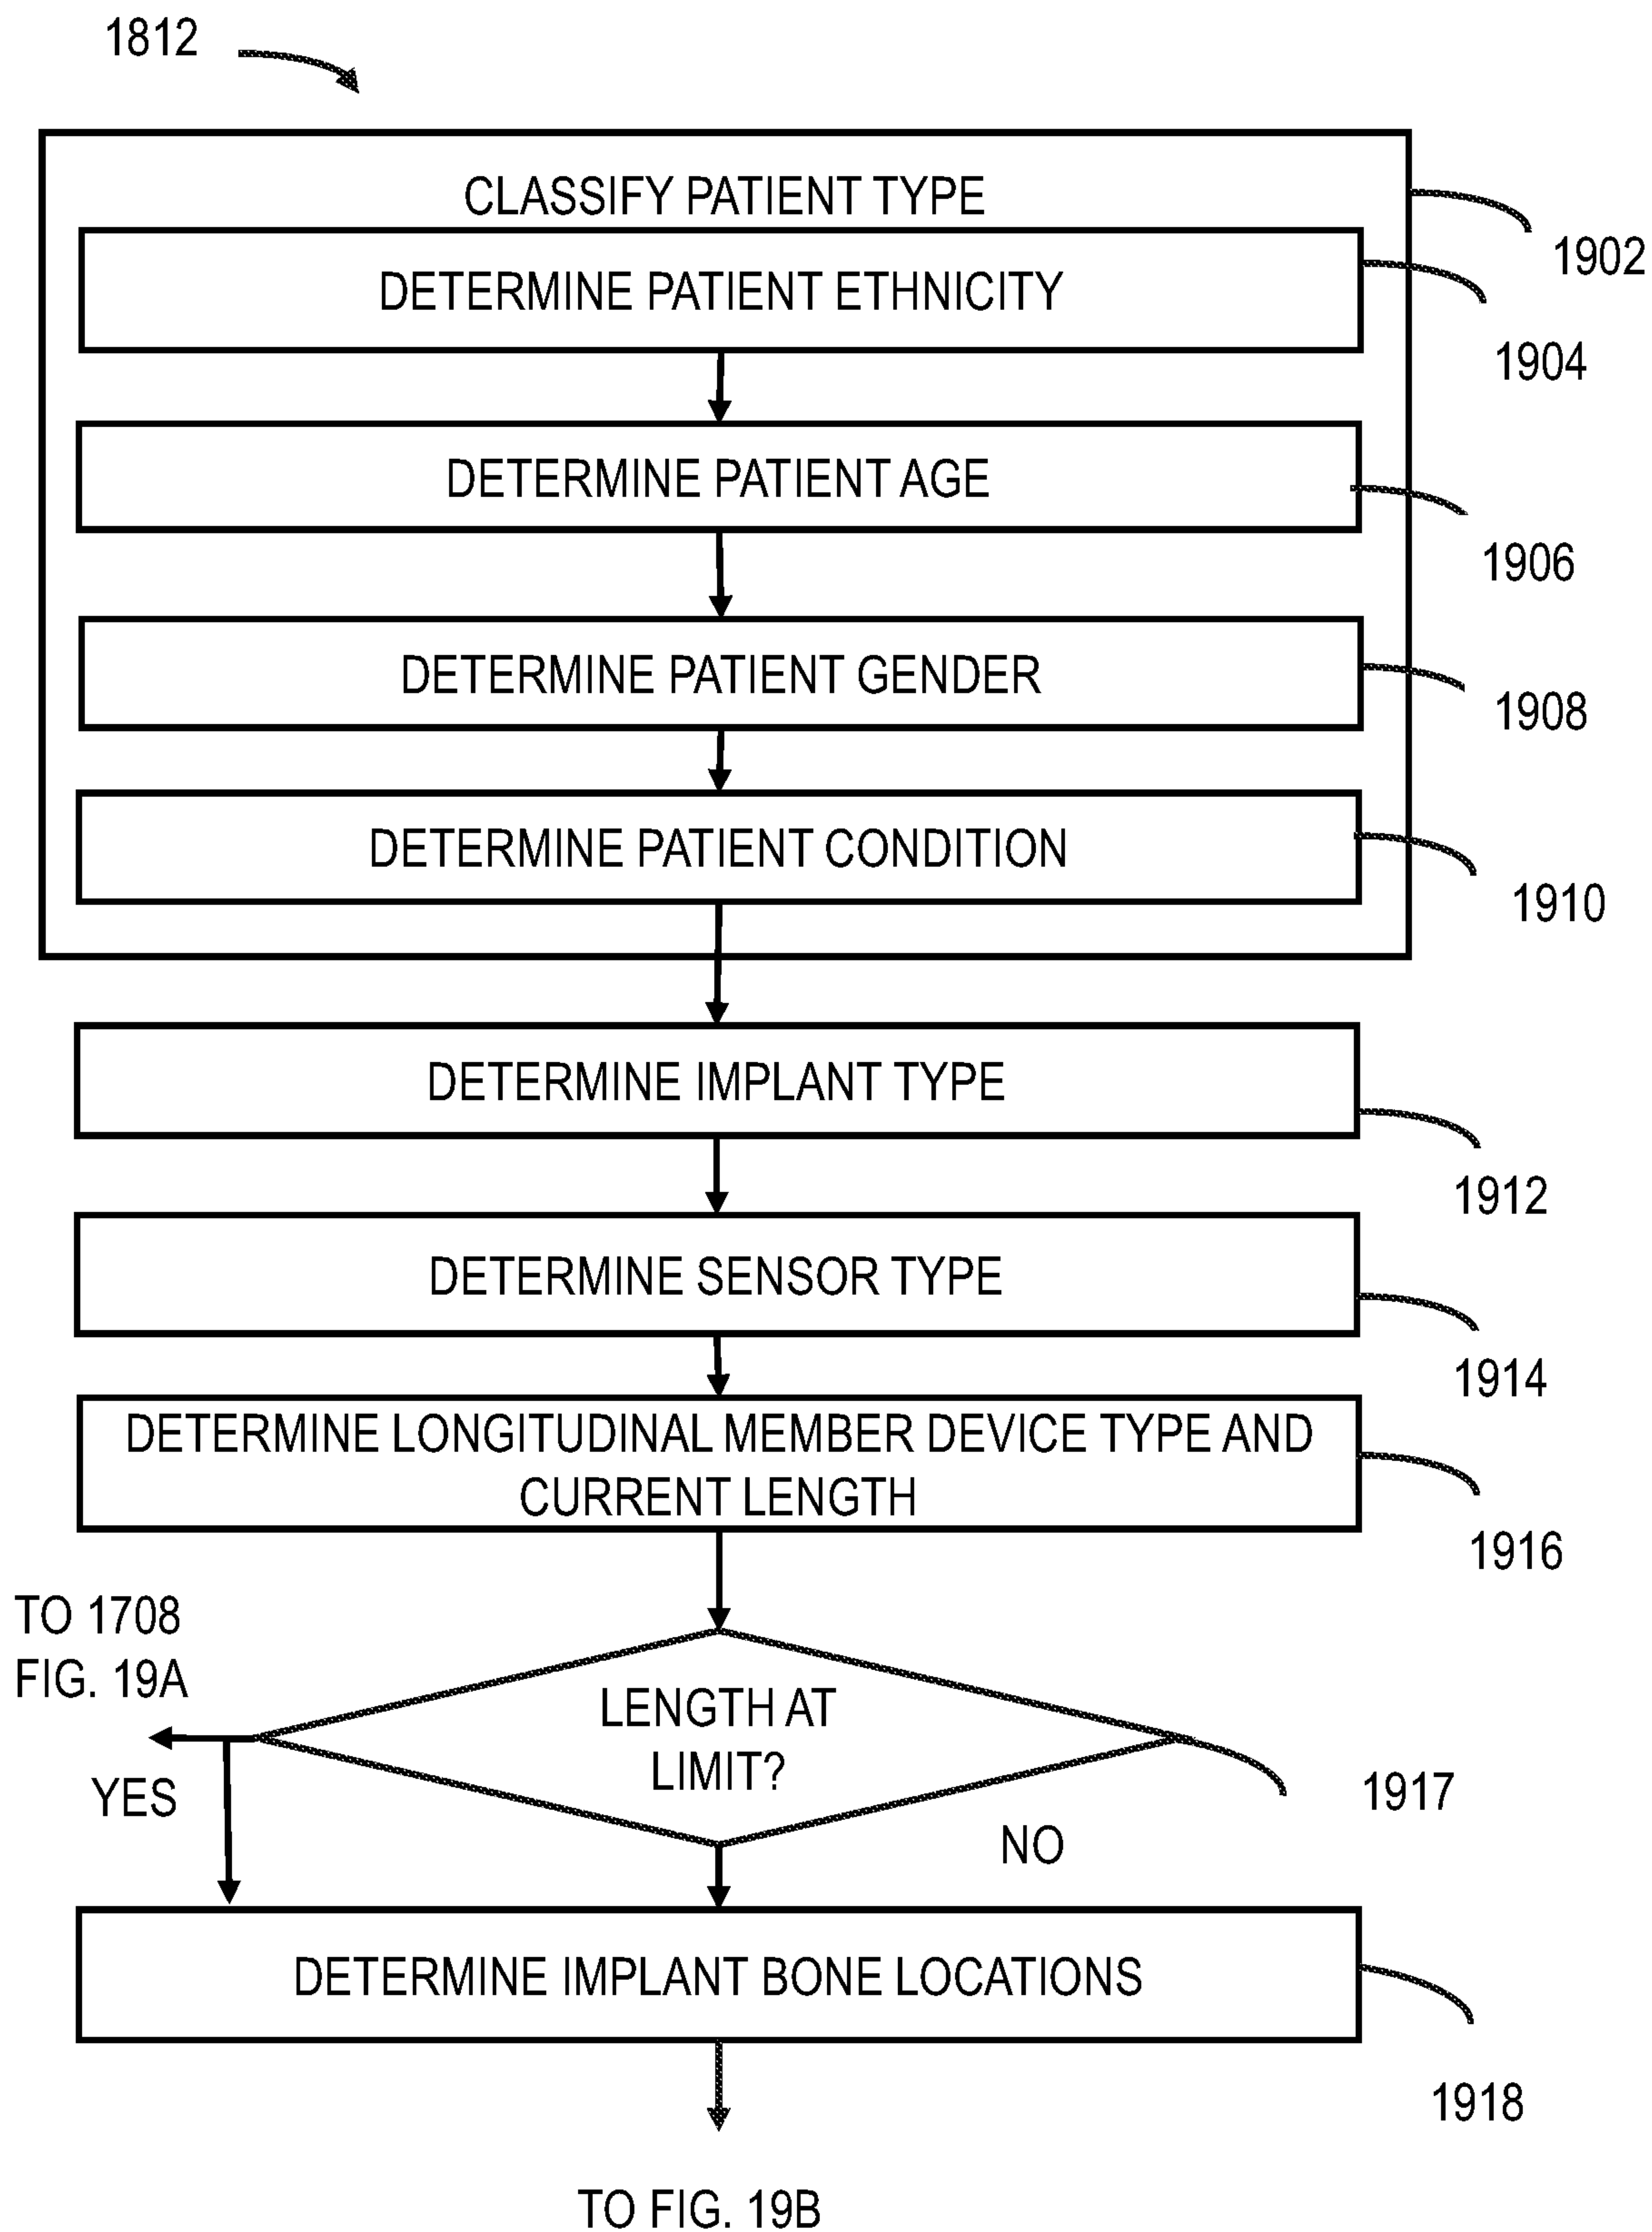 1812
CLASSIFY PATIENT TYPE
1902
DETERMINE PATIENT ETHNICITY
1904
DETERMINE PATIENT AGE
1906
DETERMINE PATIENT GENDER
1908
DETERMINE PATIENT CONDITION
1910
DETERMINE IMPLANT TYPE
1912
DETERMINE SENSOR TYPE
1914
DETERMINE LONGITUDINAL MEMBER DEVICE TYPE AND
CURRENT LENGTH
1916
TO 1708
FIG. 19A
LENGTH AT
LIMIT?
YES
1917
NO
DETERMINE IMPLANT BONE LOCATIONS
1918
TO FIG. 19B